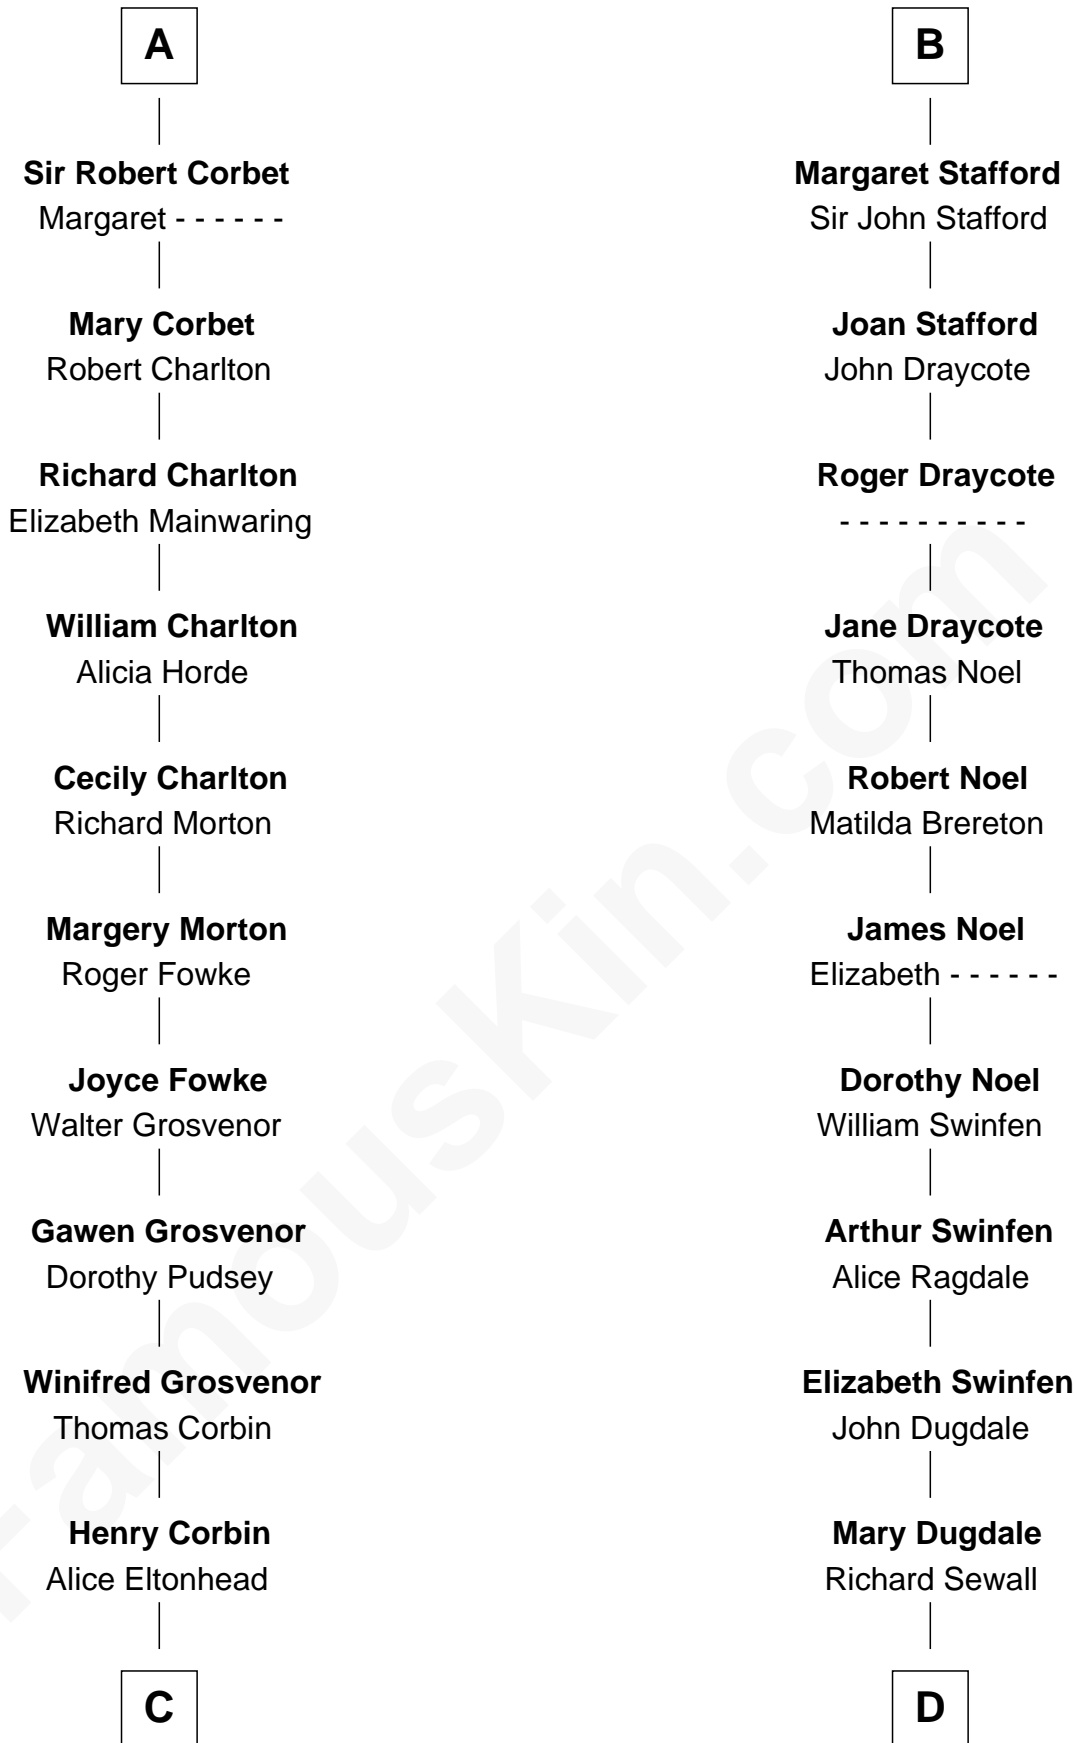 A
Sir Robert Corbet
Margaret - - - - - -
Mary Corbet
Robert Charlton
Richard Charlton
Elizabeth Mainwaring
William Charlton
Alicia Horde
Cecily Charlton
Richard Morton
Margery Morton
Roger Fowke
Joyce Fowke
Walter Grosvenor
Gawen Grosvenor
Dorothy Pudsey
Winifred Grosvenor
Thomas Corbin
Henry Corbin
Alice Eltonhead
C
B
Margaret Stafford
Sir John Stafford
Joan Stafford
John Draycote
Roger Draycote
- - - - - - - - - -
Jane Draycote
Thomas Noel
Robert Noel
Matilda Brereton
James Noel
Elizabeth - - - - - -
Dorothy Noel
William Swinfen
Arthur Swinfen
Alice Ragdale
Elizabeth Swinfen
John Dugdale
Mary Dugdale
Richard Sewall
D
FamousKin.com